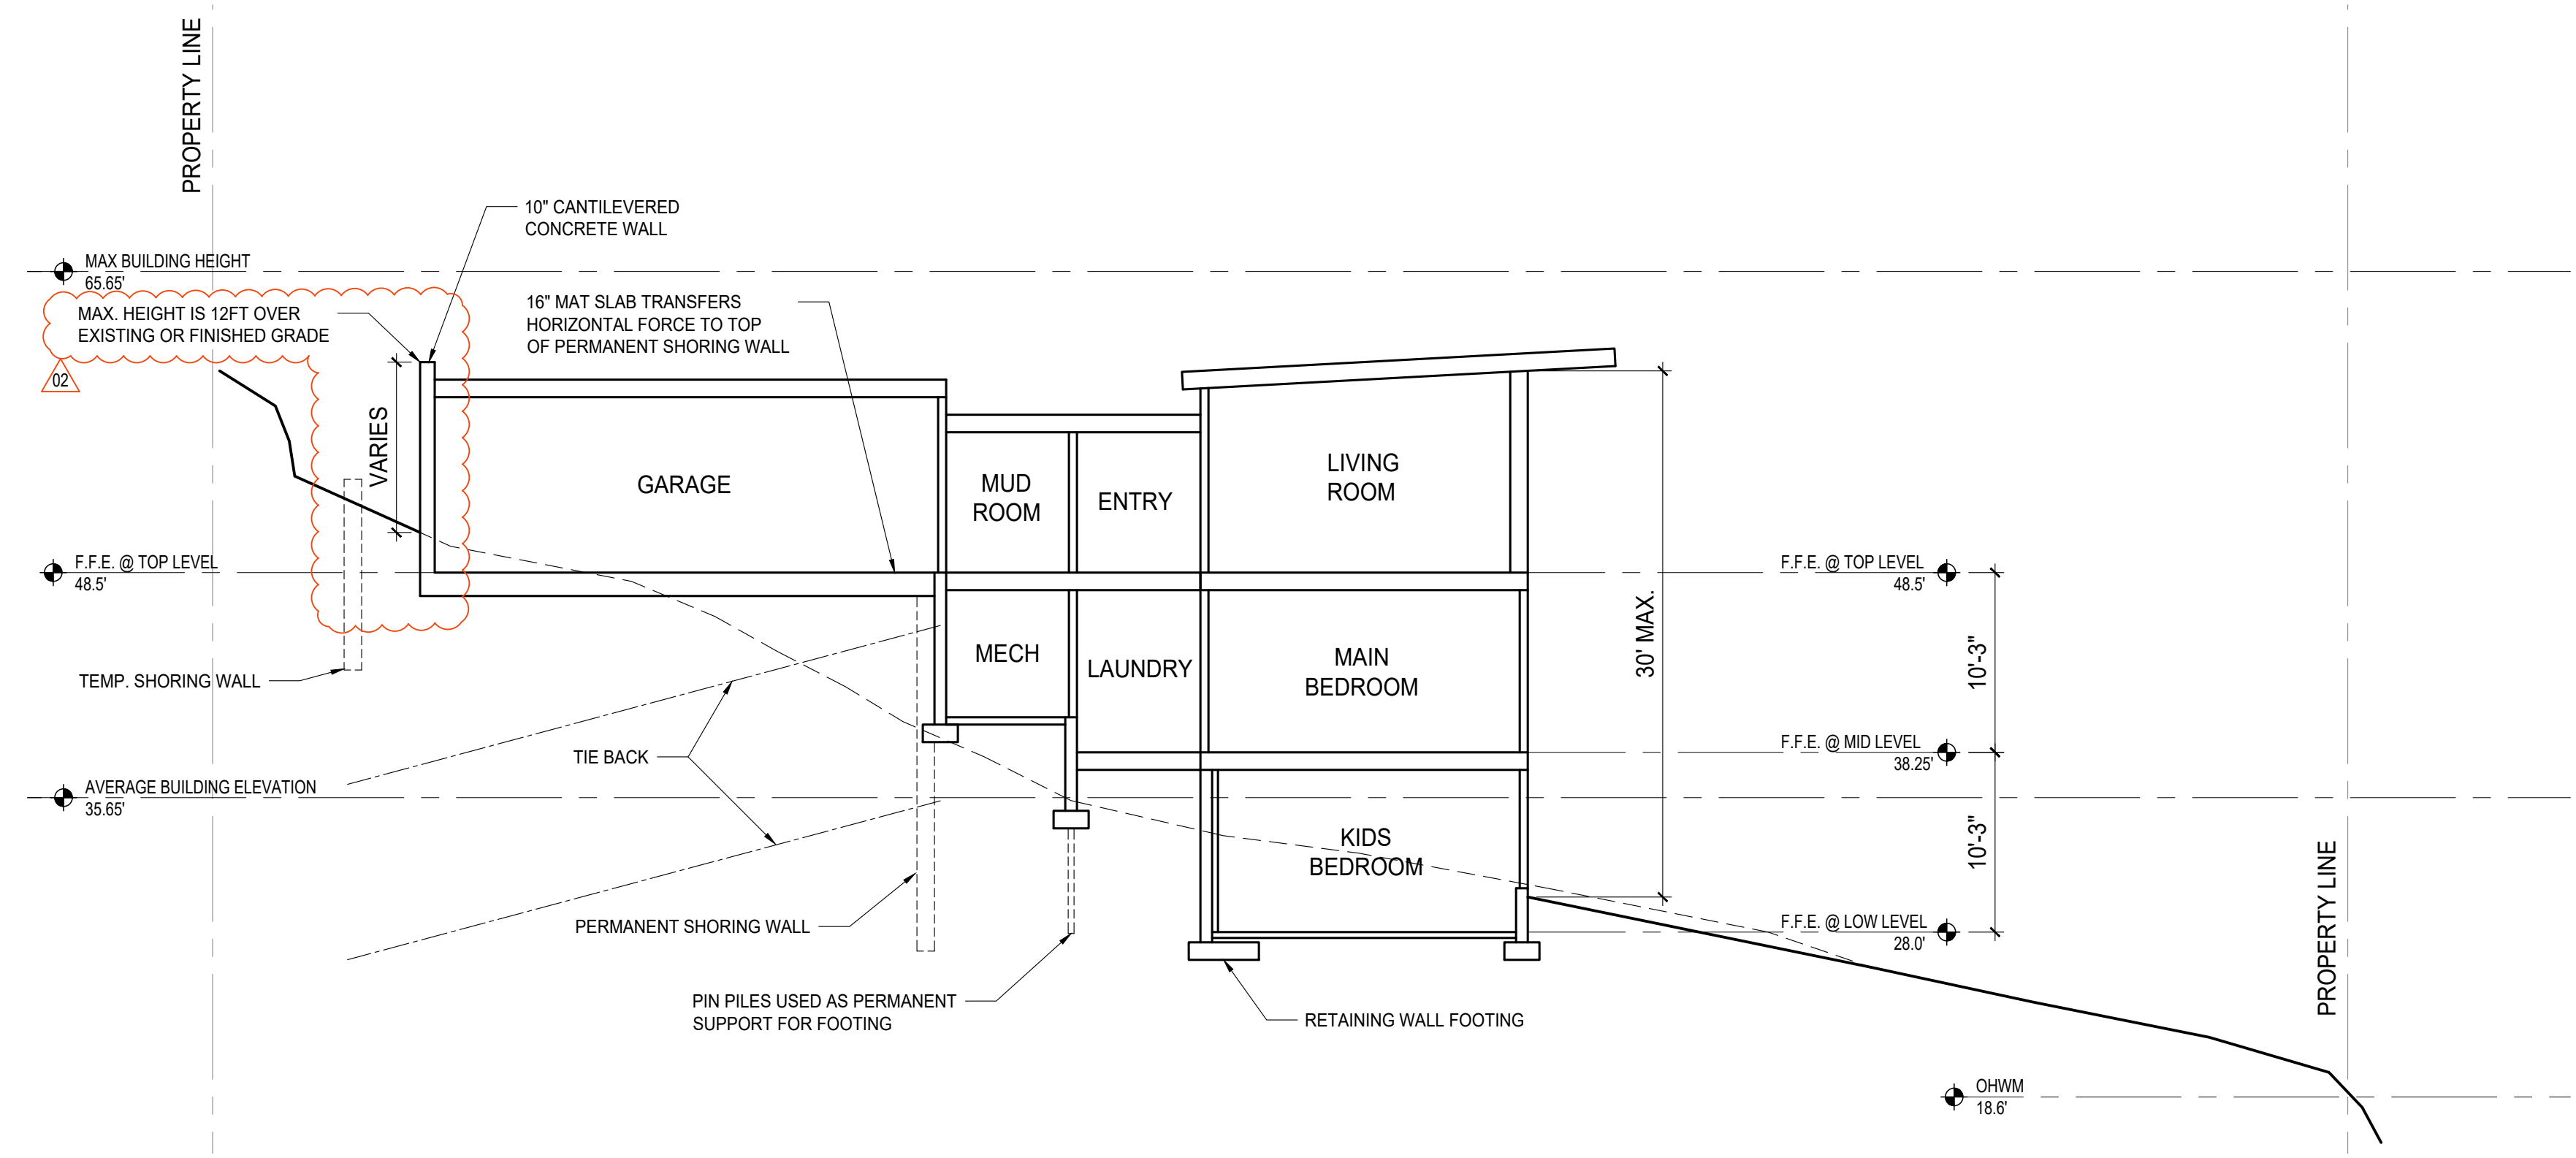 PROPERTY LINE
10" CANTILEVERED
CONCRETE WALL
MAX BUILDING HEIGHT
65.65'
MAX. HEIGHT IS 12FT OVER
EXISTING OR FINISHED GRADE
02
16" MAT SLAB TRANSFERS
HORIZONTAL FORCE TO TOP
OF PERMANENT SHORING WALL
VARIES
GARAGE
MUD
ROOM
ENTRY
LIVING
ROOM
F.F.E. @ TOP LEVEL
48.5'
F.F.E. @ TOP LEVEL
48.5'
30' MAX.
10'-3"
MECH
LAUNDRY
MAIN
BEDROOM
TEMP. SHORING WALL
TIE BACK
F.F.E. @ MID LEVEL
38.25'
AVERAGE BUILDING ELEVATION
35.65'
10'-3"
KIDS
BEDROOM
PERMANENT SHORING WALL
F.F.E. @ LOW LEVEL
28.0'
PROPERTY LINE
PIN PILES USED AS PERMANENT
SUPPORT FOR FOOTING
RETAINING WALL FOOTING
OHWM
18.6'